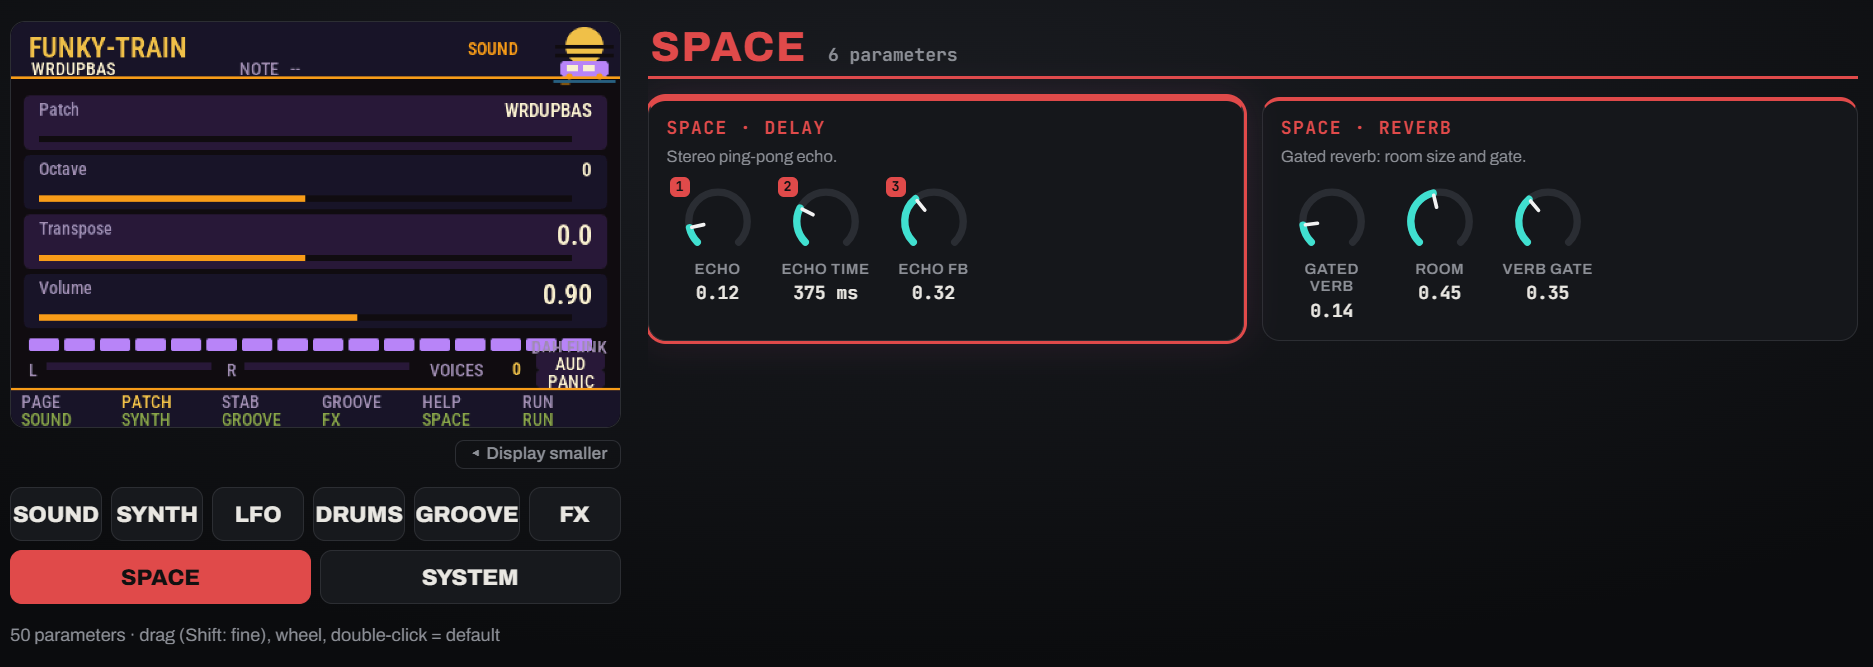 FUNKY-TRAIN
SOUND
WRDUPBAS
NOTE --
Patch
WRDUPBAS
Octave
0
Transpose
0.0
Volume
0.90
DAH FUNK
L
R
VOICES 0
AUD
PANIC
PAGE PATCH STAB GROOVE HELP RUN
SOUND SYNTH GROOVE FX SPACE RUN
◄ Display smaller
SOUND SYNTH LFO DRUMS GROOVE FX
SPACE SYSTEM
50 parameters · drag (Shift: fine), wheel, double-click = default
SPACE 6 parameters
SPACE · DELAY
Stereo ping-pong echo.
1 2 3
ECHO ECHO TIME ECHO FB
0.12 375 ms 0.32
SPACE · REVERB
Gated reverb: room size and gate.
GATED VERB
0.14
ROOM
0.45
VERB GATE
0.35